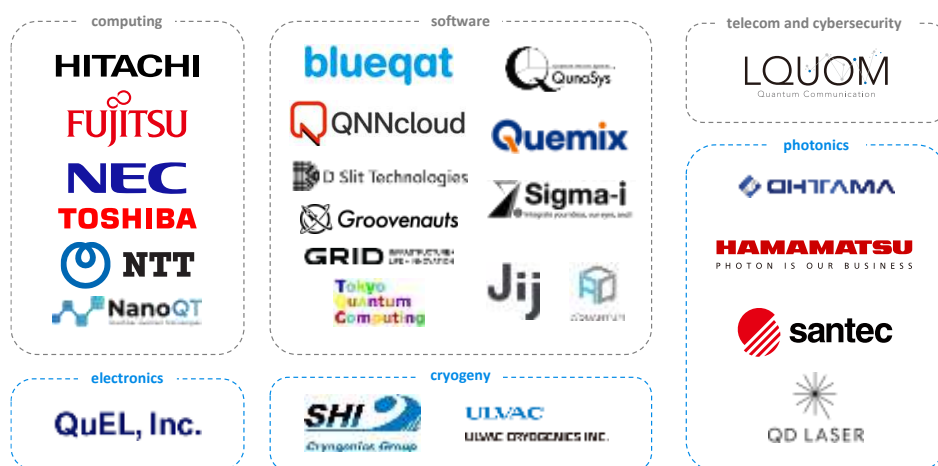 computing
HITACHI
FUJITSU
NEC
TOSHIBA
NTT
NanoQT
software
blueqat
QunaSys
QNNcloud
Quemix
D Slit Technologies
Sigma-i
Groovenauts
GRID
Tokyo
Quantum
Computing
Jij
telecom and cybersecurity
LQUOM
Quantum Communication
photonics
OHTAMA
HAMAMATSU
PHOTON IS OUR BUSINESS
santec
QD LASER
electronics
QuEL, Inc.
cryogeny
SHI
Cryogenics Group
ULVAC
ULVAC CRYOGENICS INC.